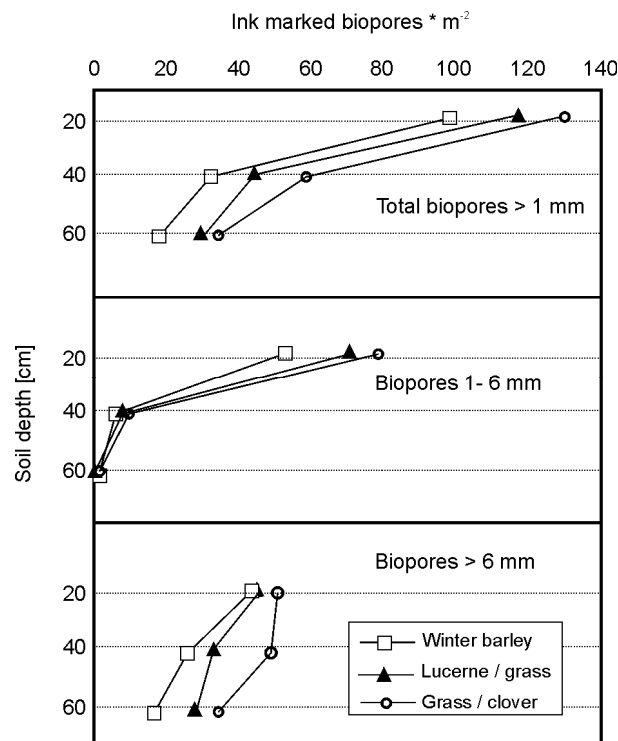 Ink marked biopores * m⁻²
0 20 40 60 80 100 120 140
20
40
Total biopores > 1 mm
60
Soil depth [cm]
20
Biopores 1- 6 mm
40
60
Biopores > 6 mm
20
40
60
Winter barley
Lucerne / grass
Grass / clover